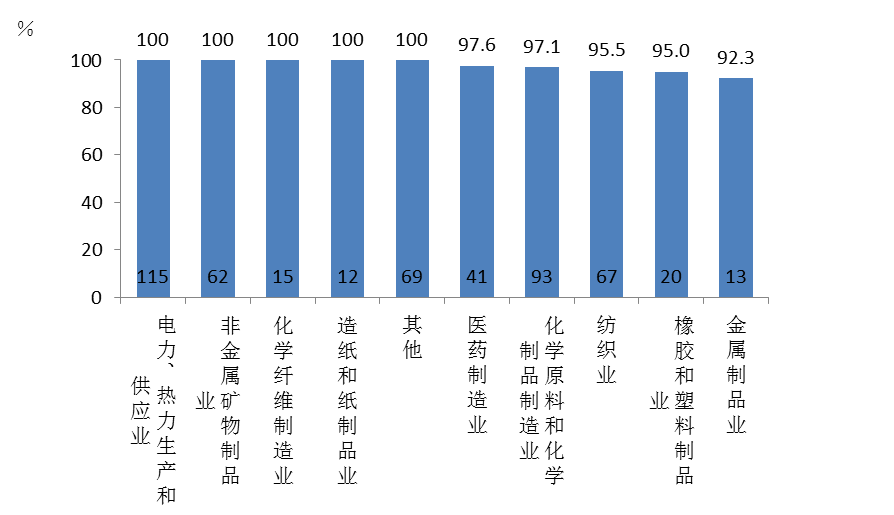 %
100
100
100
100
100
97.6
97.1
95.5
95.0
92.3
100
80
60
40
20
0
115
62
15
12
69
41
93
67
20
13
电力、热力生产和
供应业
非金属矿物制品
业
化学纤维制造业
造纸和纸制品业
其他
医药制造业
化学原料和化学
制品制造业
纺织业
橡胶和塑料制品
业
金属制品业